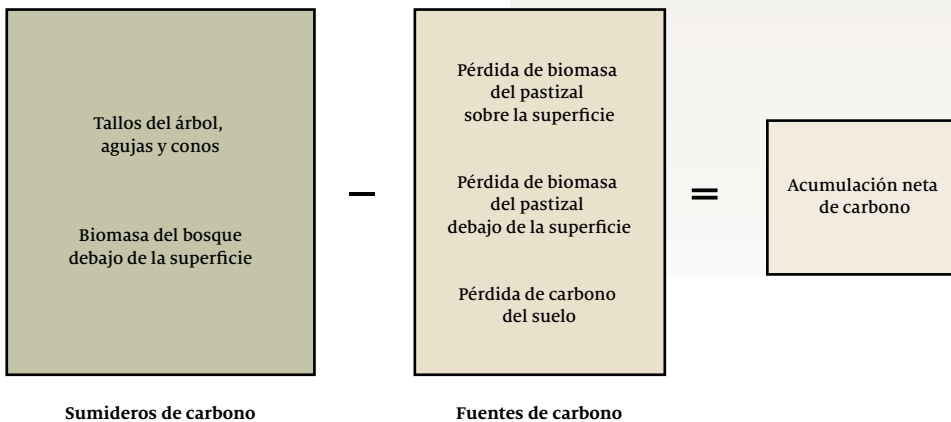 Tallos del árbol,
agujas y conos
Biomasa del bosque
debajo de la superficie
Sumideros de carbono
–
Pérdida de biomasa
del pastizal
sobre la superficie
Pérdida de biomasa
del pastizal
debajo de la superficie
Pérdida de carbono
del suelo
Fuentes de carbono
=
Acumulación neta
de carbono